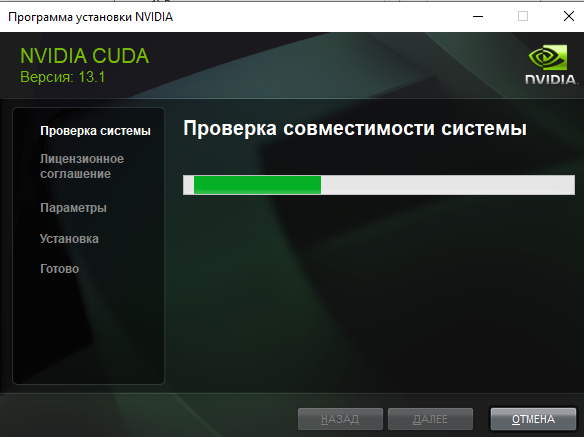 Программа установки NVIDIA
NVIDIA CUDA
Версия: 13.1
NVIDIA.
Проверка системы
Лицензионное
соглашение
Параметры
Установка
Готово
Проверка совместимости системы
НАЗАД
ДАЛЕЕ
ОТМЕНА